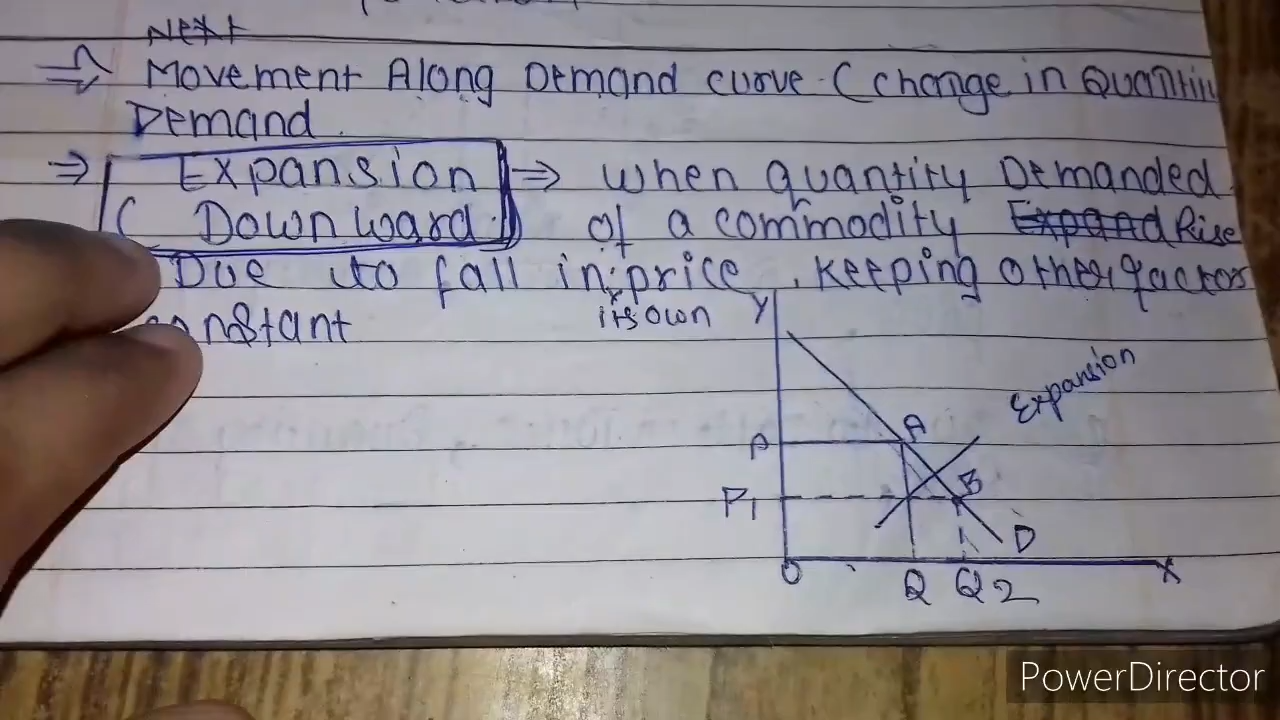 Next
⇒ Movement Along Demand curve (change in Quantity
Demand.
⇒ Expansion ⇒ when quantity Demanded
( Downward) of a commodity Expand Rise
Due to fall in price, keeping other factors
constant its own
Y
Expansion
P A
P1 B
D
O Q Q2 X
PowerDirector